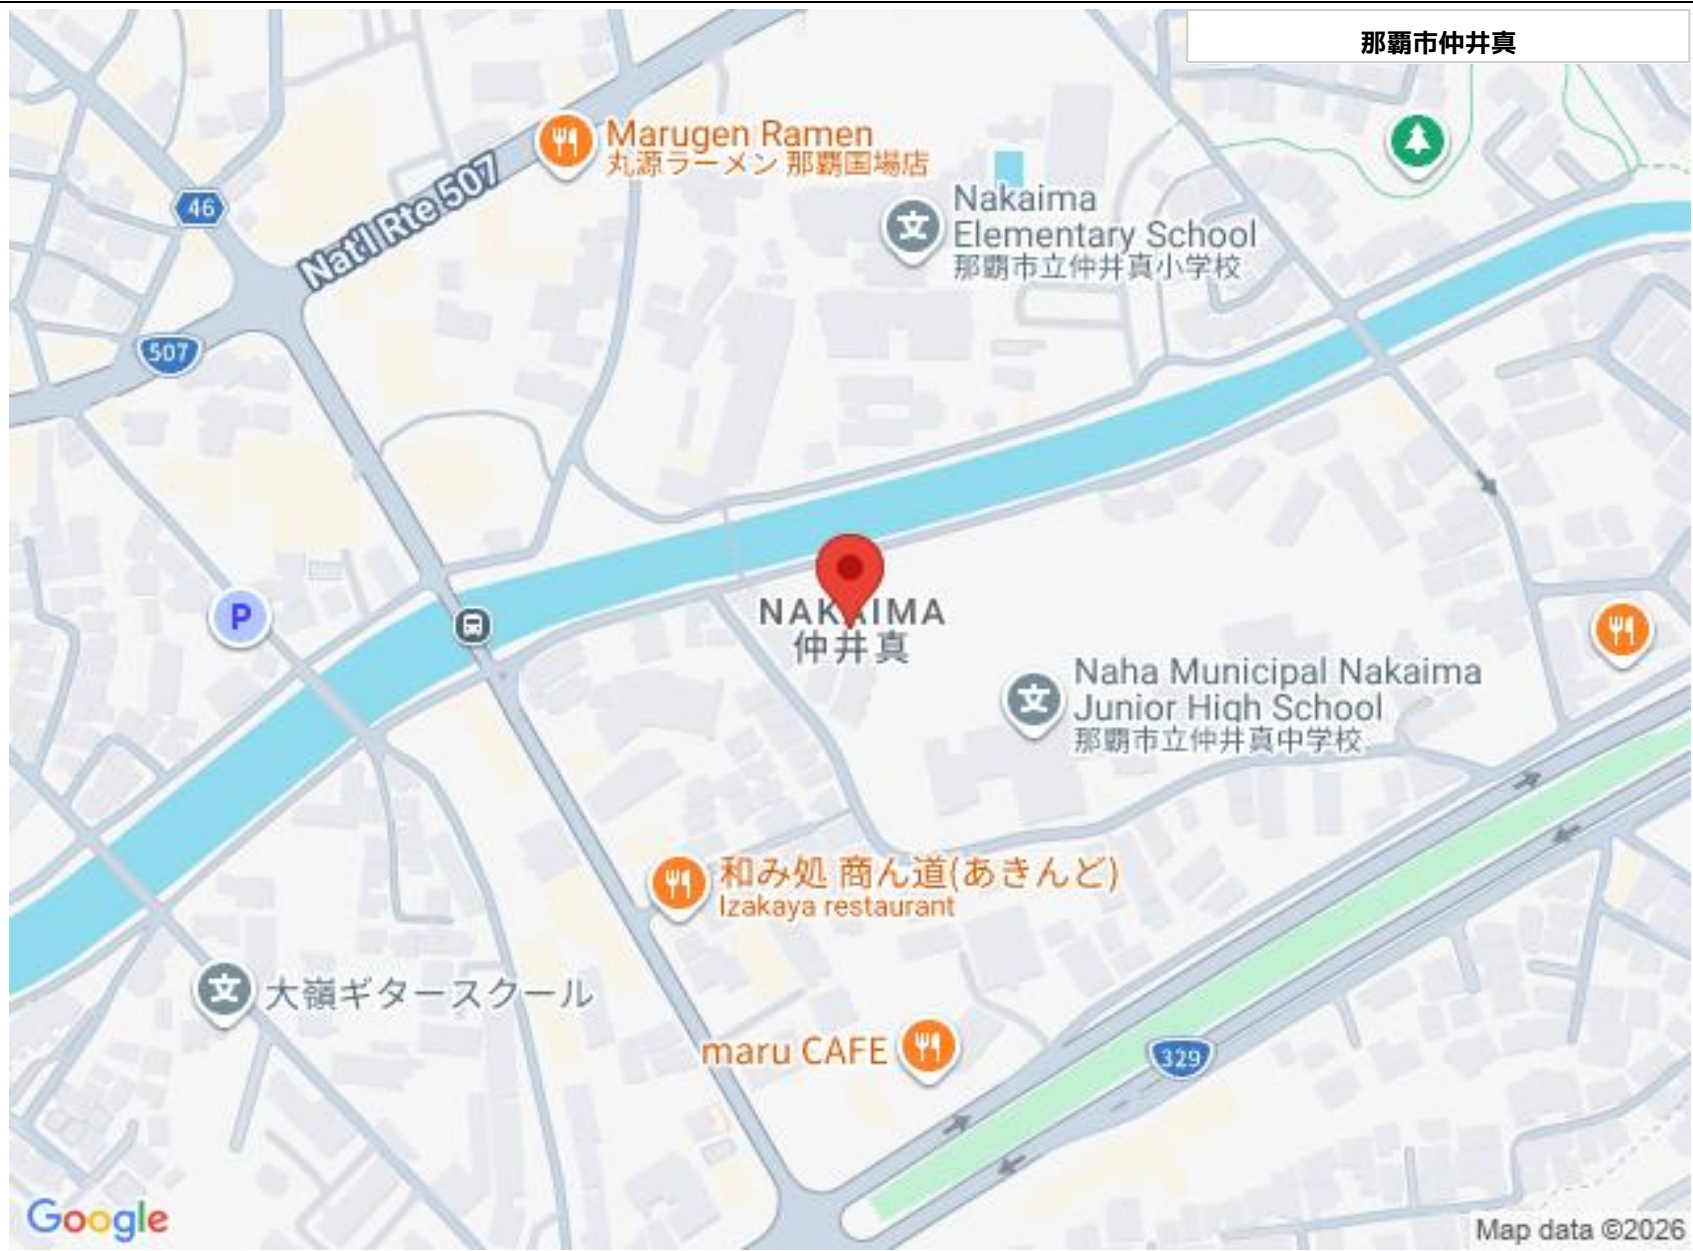 那覇市仲井真
Marugen Ramen
丸源ラーメン 那覇国場店
46
Nat'l Rte 507
Nakaima
Elementary School
那覇市立仲井真小学校
507
P
NAKAIMA
仲井真
Naha Municipal Nakaima
Junior High School
那覇市立仲井真中学校
和み処 商ん道(あきんど)
Izakaya restaurant
大嶺ギタースクール
maru CAFE
329
文
文
文
Google
Map data ©2026